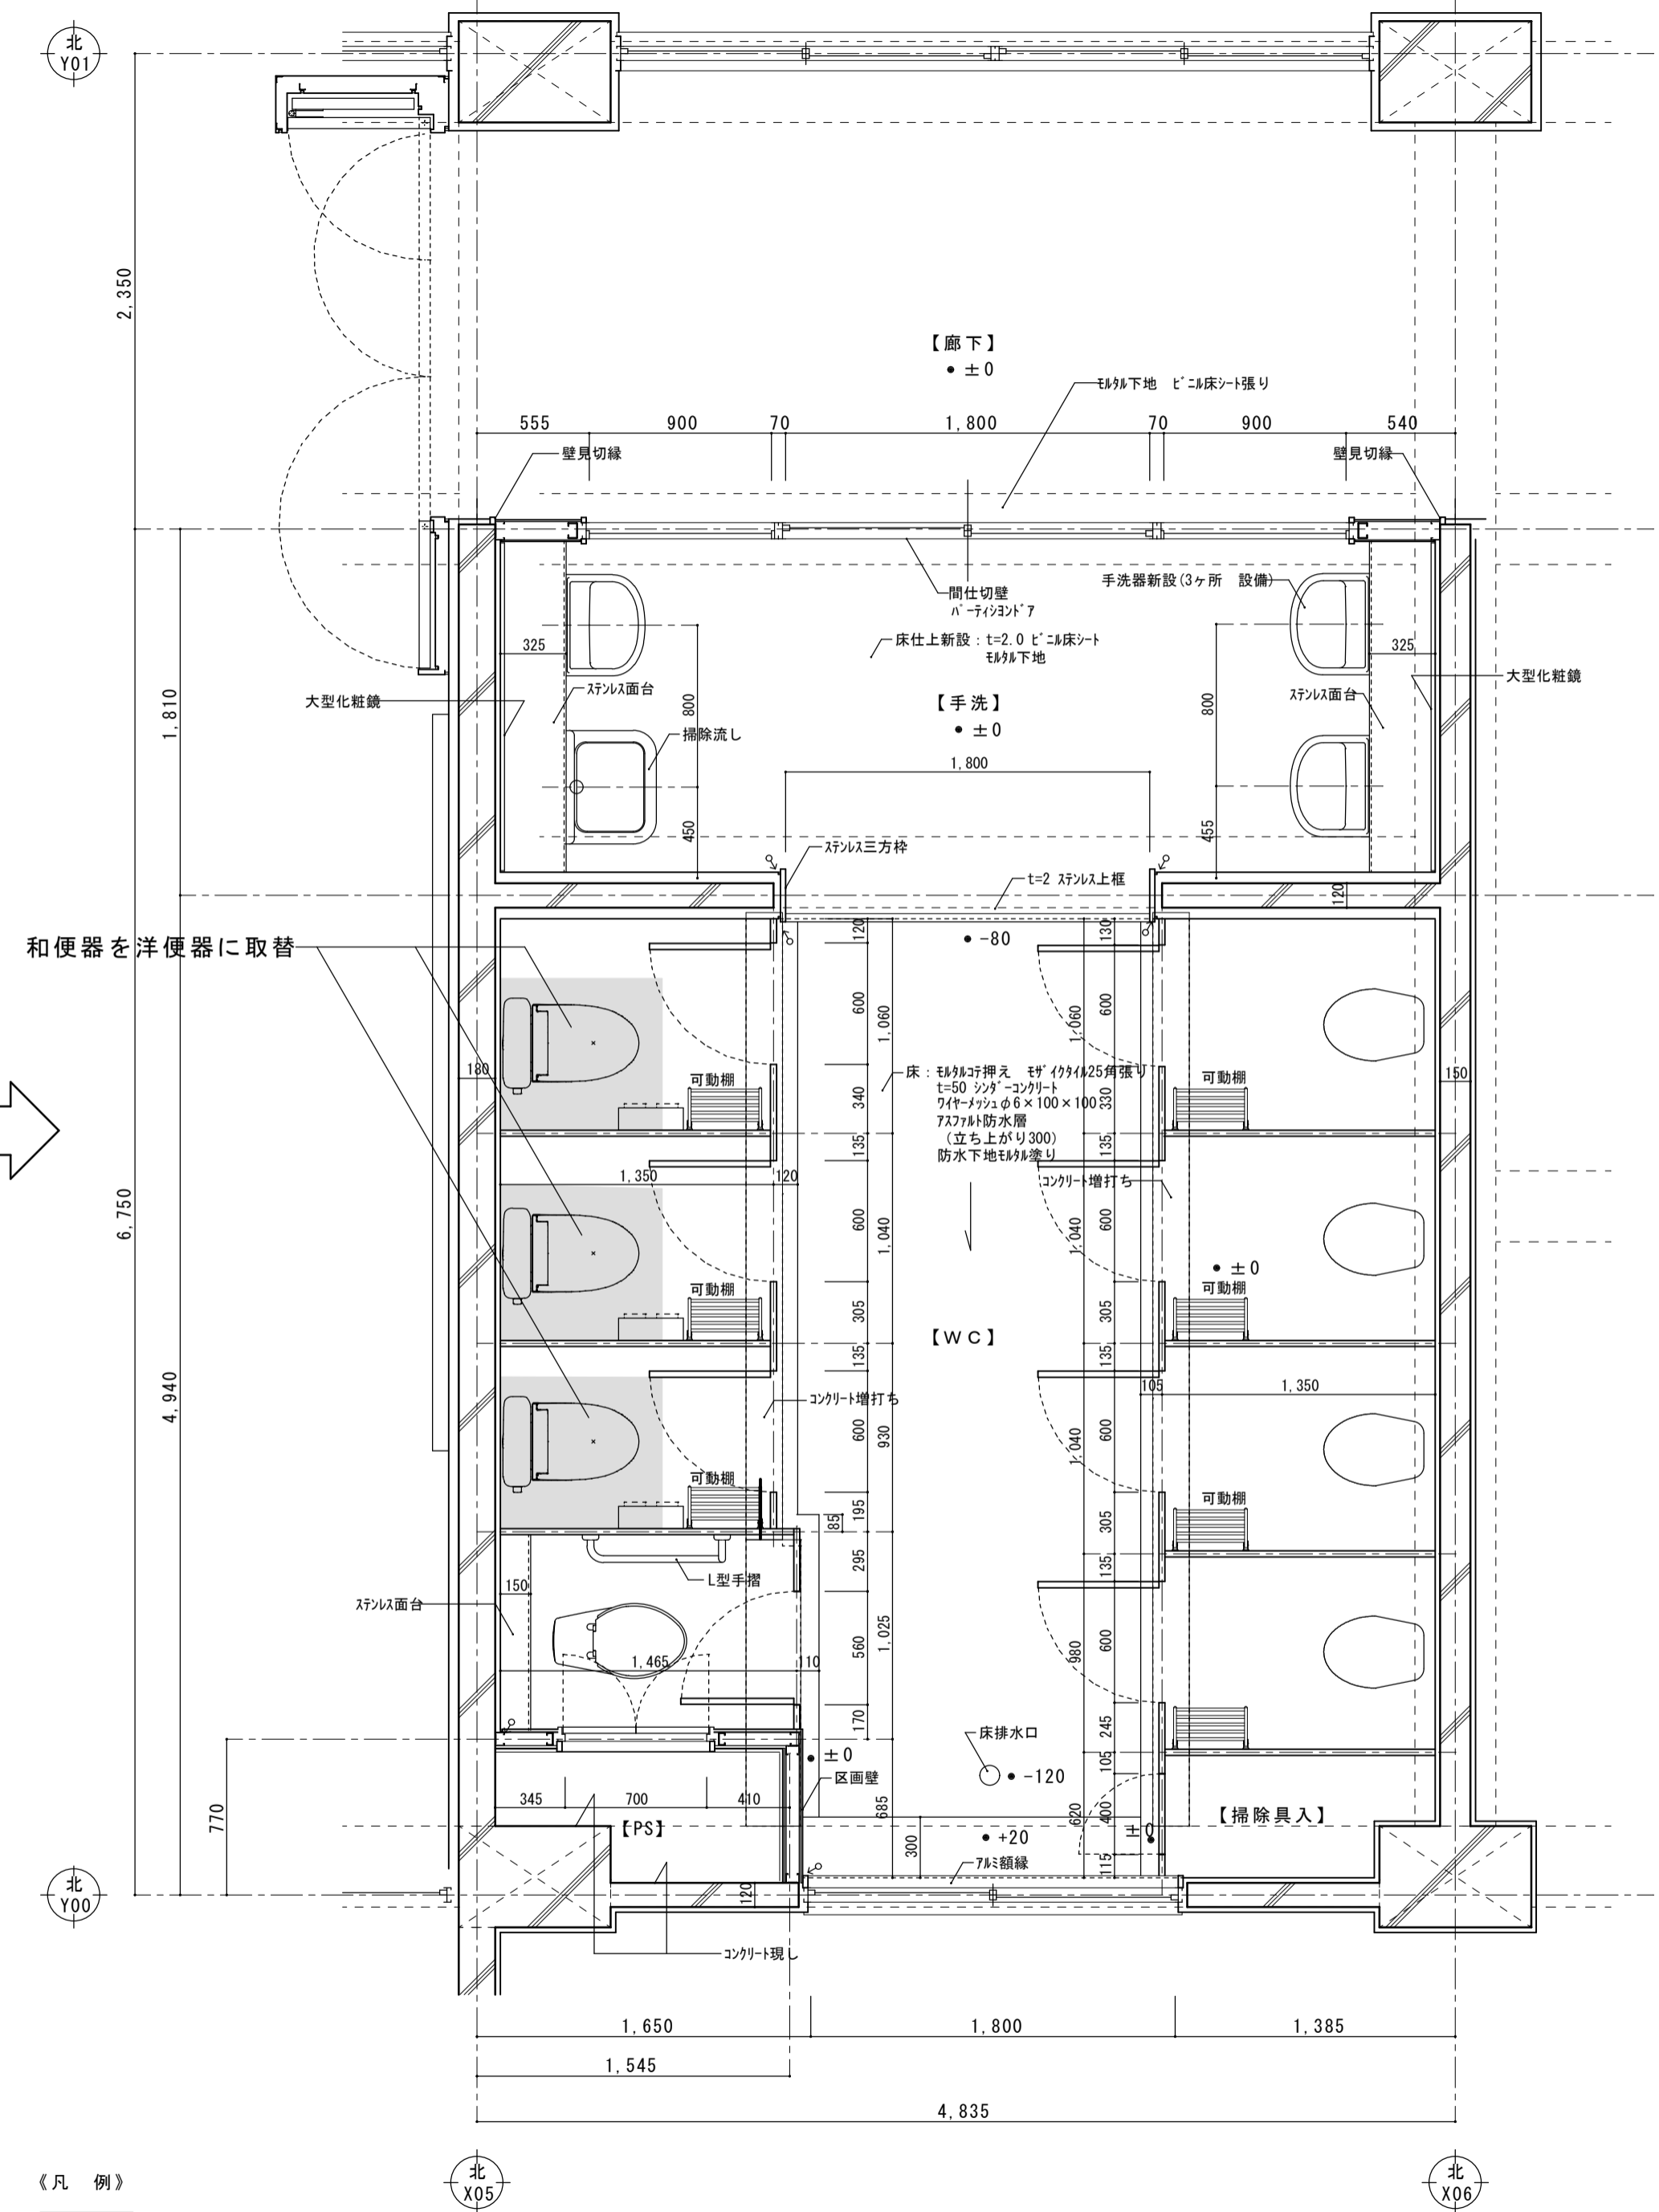 北
Y01
2,350
【廊下】
±0
ﾓﾙﾀﾙ下地　ﾋﾞﾆﾙ床ｼｰﾄ張り
555
900
70
1,800
70
900
540
壁見切縁
壁見切縁
間仕切壁
ﾊﾟｰﾃｨｼｮﾝﾄﾞｱ
手洗器新設(3ヶ所　設備)
床仕上新設：t=2.0 ﾋﾞﾆﾙ床ｼｰﾄ
ﾓﾙﾀﾙ下地
325
325
大型化粧鏡
ｽﾃﾝﾚｽ面台
800
掃除流し
【手洗】
±0
800
ｽﾃﾝﾚｽ面台
大型化粧鏡
1,810
1,800
450
455
ｽﾃﾝﾚｽ三方枠
t=2 ｽﾃﾝﾚｽ上框
120
和便器を洋便器に取替
120
-80
130
600
1,060
1,060
600
180
可動棚
340
床：ﾓﾙﾀﾙｺﾃ押え　ﾓｻﾞｲｸﾀｲﾙ25角張り
t=50 ｼﾝﾀﾞｰｺﾝｸﾘｰﾄ
ﾜｲﾔｰﾒｯｼｭφ6×100×100
ｱｽﾌｧﾙﾄ防水層
（立ち上がり300）
防水下地ﾓﾙﾀﾙ塗り
330
可動棚
150
135
135
1,350
120
ｺﾝｸﾘｰﾄ増打ち
6,750
600
1,040
1,040
600
±0
可動棚
305
305
可動棚
【ＷＣ】
135
135
4,940
105
1,350
ｺﾝｸﾘｰﾄ増打ち
600
930
1,040
600
可動棚
195
85
305
可動棚
295
135
150
L型手摺
ｽﾃﾝﾚｽ面台
560
1,025
980
600
1,465
110
170
245
床排水口
±0
-120
105
区画壁
770
345
700
410
685
620
400
【掃除具入】
【PS】
300
+20
±0
ｱﾙﾐ額縁
115
120
北
Y00
ｺﾝｸﾘｰﾄ現し
1,650
1,800
1,385
1,545
4,835
《凡　例》
北
X05
北
X06